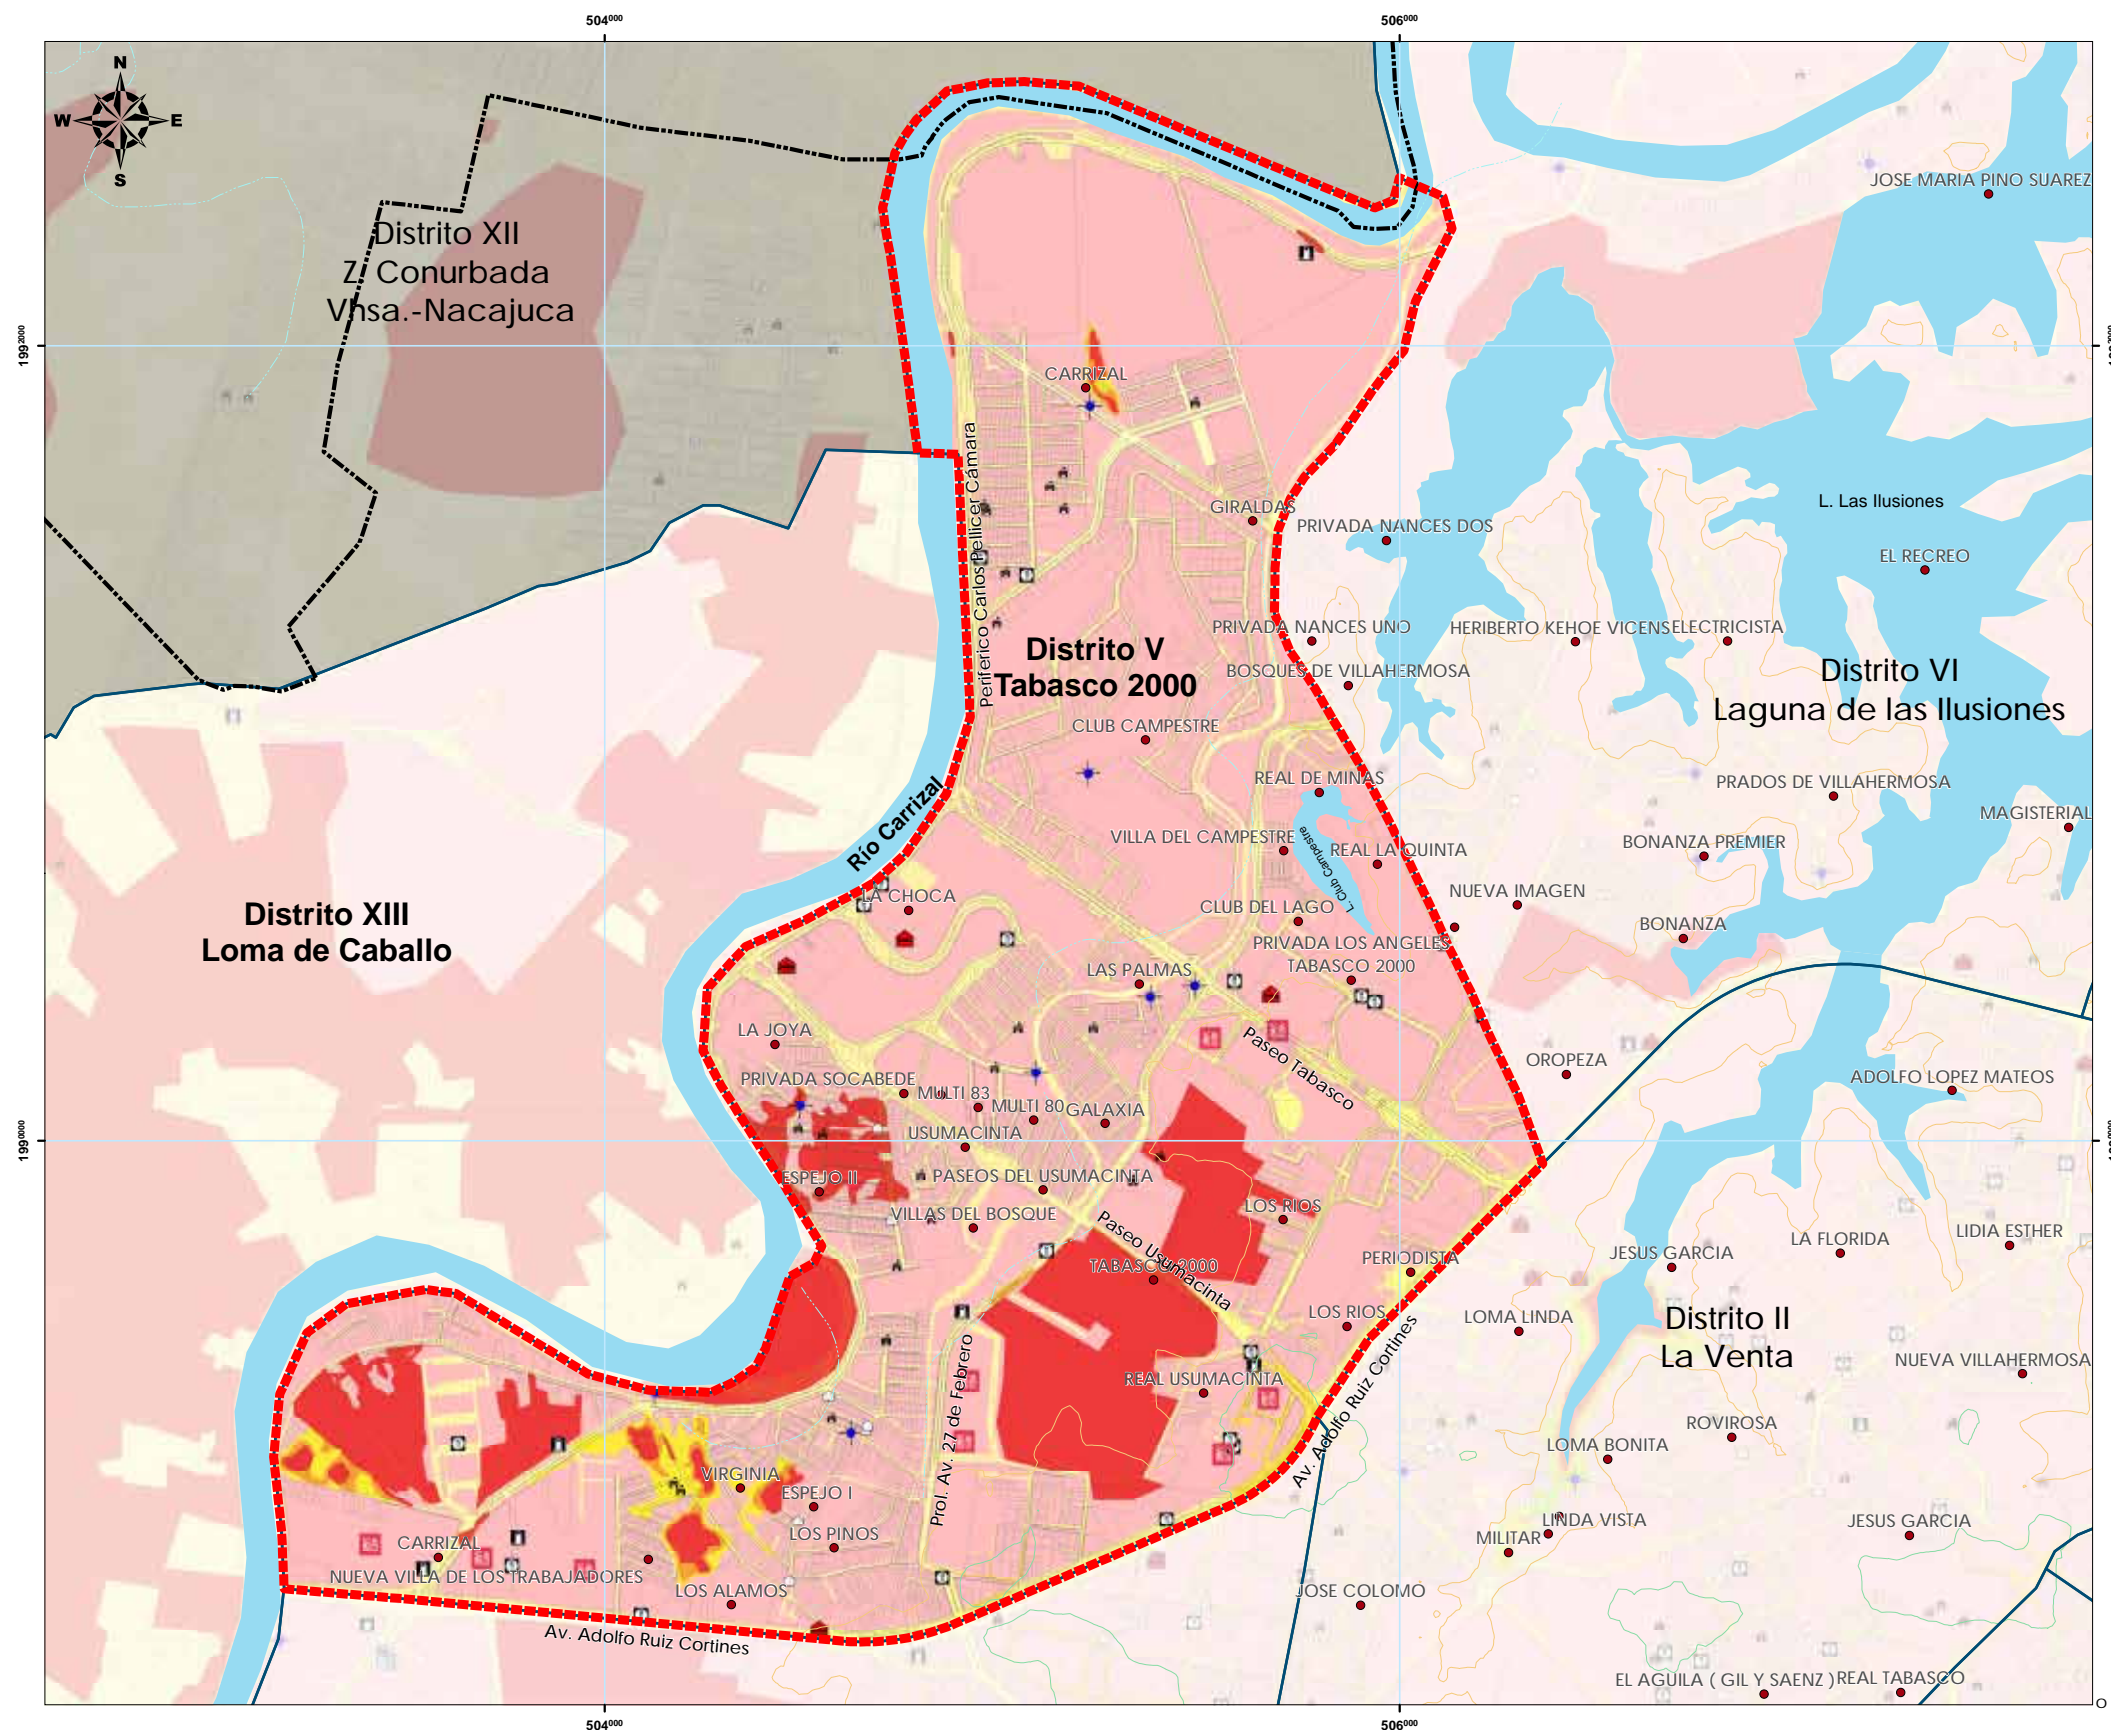 504000
506000
N
W
E
S
JOSE MARIA PINO SUAREZ
Distrito XII
Z. Conurbada
Vhsa.-Nacajuca
1992000
CARRIZAL
Periferico Carlos Pellicer Cámara
GIRALDAS
PRIVADA NANCES DOS
L. Las Ilusiones
EL RECREO
PRIVADA NANCES UNO
HERIBERTO KEHOE VICENS
ELECTRICISTA
Distrito V
Tabasco 2000
BOSQUES DE VILLAHERMOSA
Distrito VI
Laguna de las Ilusiones
CLUB CAMPESTRE
REAL DE MINAS
PRADOS DE VILLAHERMOSA
MAGISTERIAL
Río Carrizal
VILLA DEL CAMPESTRE
L. Club Campestre
REAL LA QUINTA
BONANZA PREMIER
LA CHOCA
NUEVA IMAGEN
CLUB DEL LAGO
BONANZA
Distrito XIII
Loma de Caballo
PRIVADA LOS ANGELES
TABASCO 2000
LAS PALMAS
LA JOYA
Paseo Tabasco
OROPEZA
PRIVADA SOCABEDE
MULTI 83
MULTI 80
GALAXIA
ADOLFO LOPEZ MATEOS
USUMACINTA
1990000
ESPEJO II
PASEOS DEL USUMACINTA
VILLAS DEL BOSQUE
LOS RIOS
Paseo Usumacinta
PERIODISTA
JESUS GARCIA
LA FLORIDA
LIDIA ESTHER
TABASCO 2000
LOS RIOS
LOMA LINDA
Distrito II
La Venta
REAL USUMACINTA
Av. Adolfo Ruiz Cortines
NUEVA VILLAHERMOSA
Prol. Av. 27 de Febrero
ROVIROSA
LOMA BONITA
VIRGINIA
ESPEJO I
LOS PINOS
LINDA VISTA
MILITAR
JESUS GARCIA
CARRIZAL
NUEVA VILLA DE LOS TRABAJADORES
LOS ALAMOS
JOSE COLOMO
Av. Adolfo Ruiz Cortines
EL AGUILA ( GIL Y SAENZ )
REAL TABASCO
504000
506000